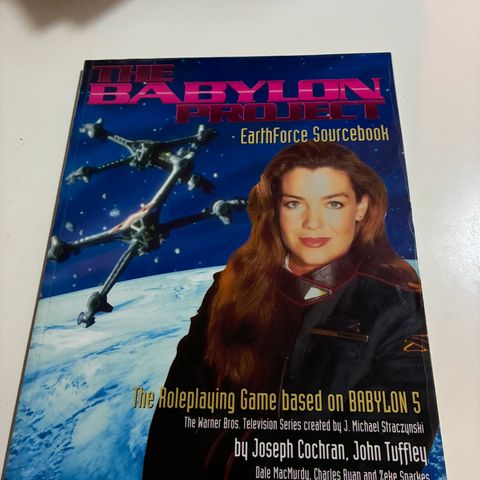 THE
BABYLON
PROJECT
EarthForce Sourcebook
The Roleplaying Game based on BABYLON 5
The Warner Bros. Television Series created by J. Michael Straczynski
by Joseph Cochran, John Tuffley,
Dale MacMurdy, Charles Ryan and Zeke Sparkes